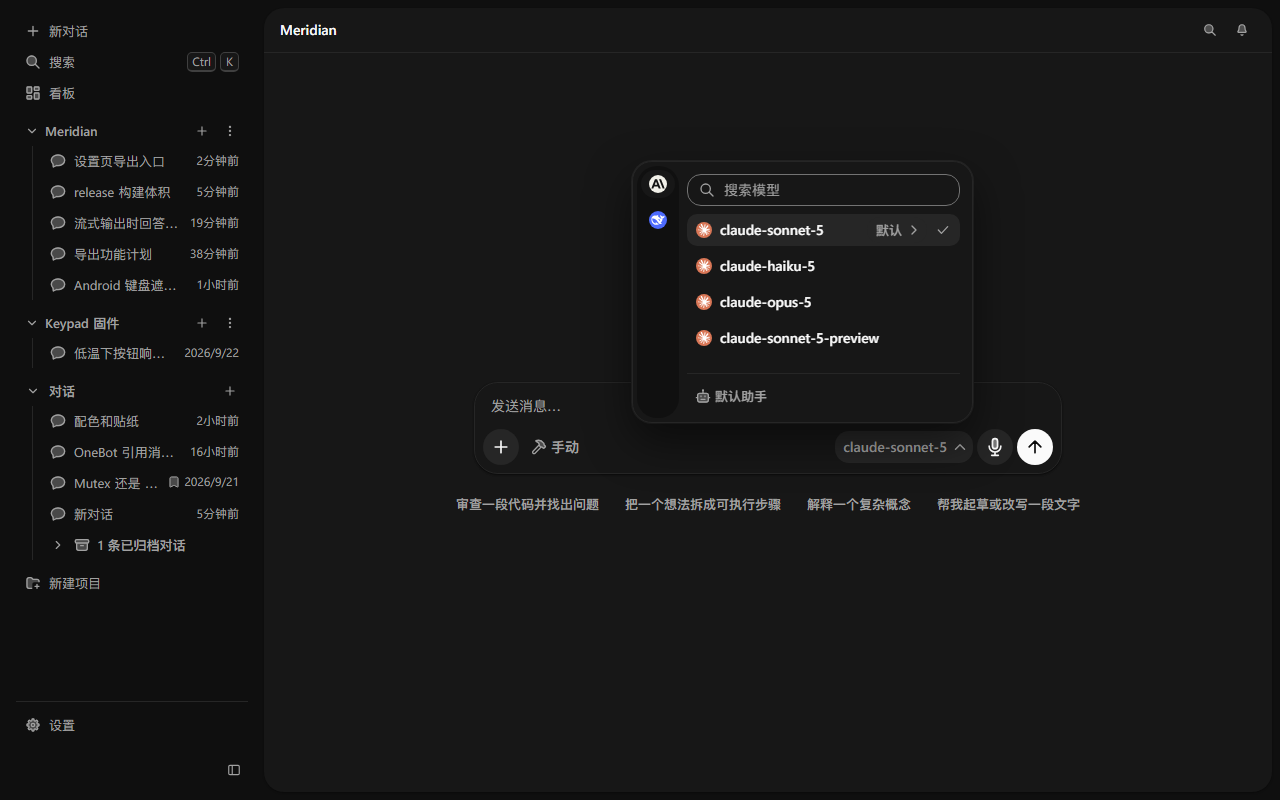 新对话
搜索 Ctrl K
看板
Meridian
设置页导出入口 2分钟前
release 构建体积 5分钟前
流式输出时回答… 19分钟前
导出功能计划 38分钟前
Android 键盘遮… 1小时前
Keypad 固件
低温下按钮响… 2026/9/22
对话
配色和贴纸 2小时前
OneBot 引用消… 16小时前
Mutex 还是 … 2026/9/21
新对话 5分钟前
1 条已归档对话
新建项目
设置
Meridian
搜索模型
claude-sonnet-5 默认
claude-haiku-5
claude-opus-5
claude-sonnet-5-preview
默认助手
发送消息…
手动 claude-sonnet-5
审查一段代码并找出问题 把一个想法拆成可执行步骤 解释一个复杂概念 帮我起草或改写一段文字